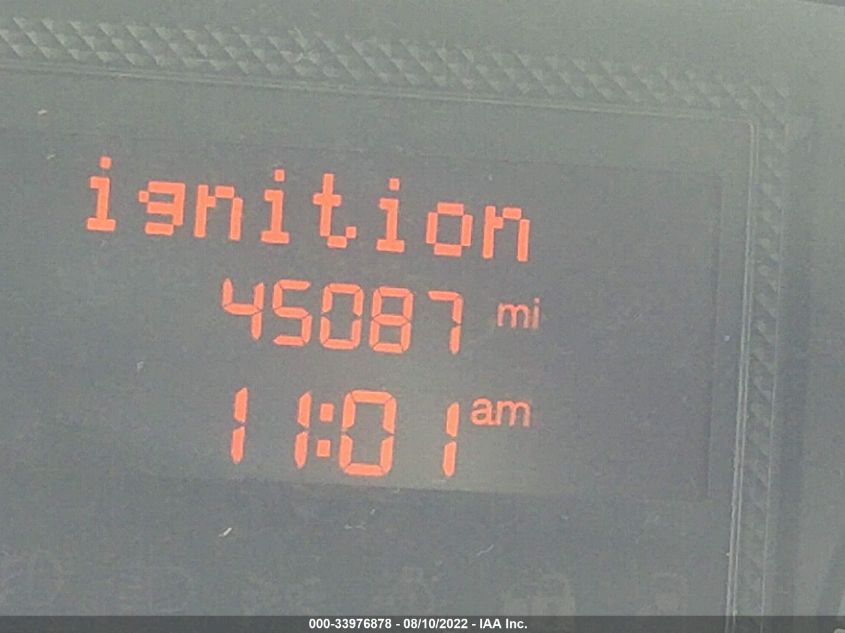 ignition
45087 mi
11:01 am
000-33976878 - 08/10/2022 - IAA Inc.